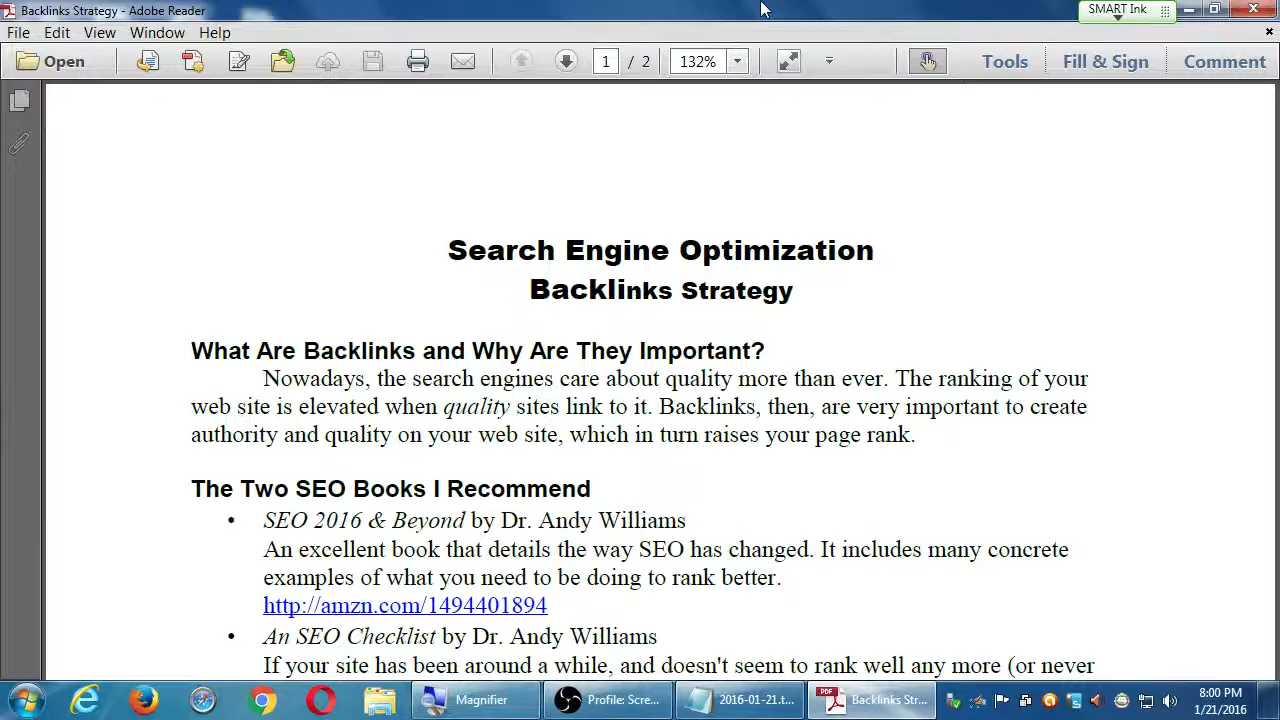 Backlinks Strategy - Adobe Reader
SMART Ink
File Edit View Window Help
Open 1 / 2 132% Tools Fill & Sign Comment
Search Engine Optimization
Backlinks Strategy
What Are Backlinks and Why Are They Important?
Nowadays, the search engines care about quality more than ever. The ranking of your
web site is elevated when quality sites link to it. Backlinks, then, are very important to create
authority and quality on your web site, which in turn raises your page rank.
The Two SEO Books I Recommend
• SEO 2016 & Beyond by Dr. Andy Williams
An excellent book that details the way SEO has changed. It includes many concrete
examples of what you need to be doing to rank better.
http://amzn.com/1494401894
• An SEO Checklist by Dr. Andy Williams
If your site has been around a while, and doesn't seem to rank well any more (or never
Magnifier Profile: Scre... 2016-01-21.t... PDF Backlinks Str... 8:00 PM
1/21/2016